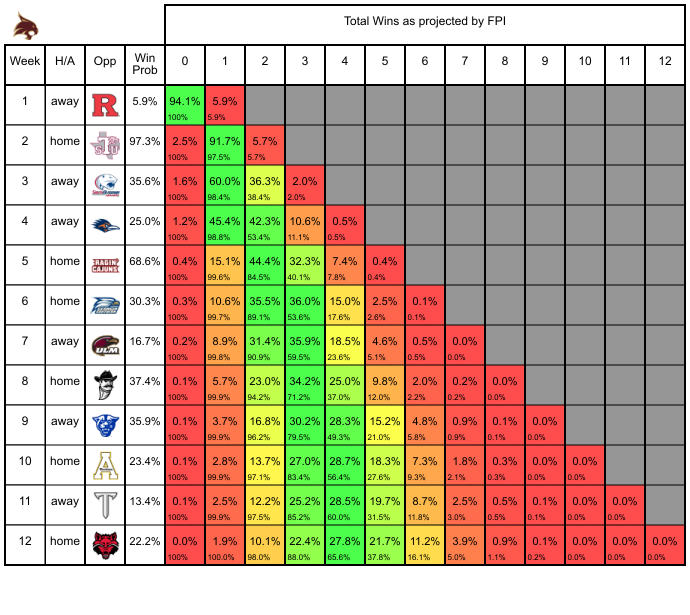 Total Wins as projected by FPI
Week H/A Opp Win Prob 0 1 2 3 4 5 6 7 8 9 10 11 12
1 away R 5.9% 94.1% 5.9%
100% 5.9%
2 home 97.3% 2.5% 91.7% 5.7%
100% 97.5% 5.7%
3 away 35.6% 1.6% 60.0% 36.3% 2.0%
100% 98.4% 38.4% 2.0%
4 away 25.0% 1.2% 45.4% 42.3% 10.6% 0.5%
100% 98.8% 53.4% 11.1% 0.5%
5 home RAGIN' CAJUNS 68.6% 0.4% 15.1% 44.4% 32.3% 7.4% 0.4%
100% 99.6% 84.5% 40.1% 7.8% 0.4%
6 home 30.3% 0.3% 10.6% 35.5% 36.0% 15.0% 2.5% 0.1%
100% 99.7% 89.1% 53.6% 17.6% 2.6% 0.1%
7 away ULM 16.7% 0.2% 8.9% 31.4% 35.9% 18.5% 4.6% 0.5% 0.0%
100% 99.8% 90.9% 59.5% 23.6% 5.1% 0.5% 0.0%
8 home 37.4% 0.1% 5.7% 23.0% 34.2% 25.0% 9.8% 2.0% 0.2% 0.0%
100% 99.9% 94.2% 71.2% 37.0% 12.0% 2.2% 0.2% 0.0%
9 away 35.9% 0.1% 3.7% 16.8% 30.2% 28.3% 15.2% 4.8% 0.9% 0.1% 0.0%
100% 99.9% 96.2% 79.5% 49.3% 21.0% 5.8% 0.9% 0.1% 0.0%
10 home A 23.4% 0.1% 2.8% 13.7% 27.0% 28.7% 18.3% 7.3% 1.8% 0.3% 0.0% 0.0%
100% 99.9% 97.1% 83.4% 56.4% 27.6% 9.3% 2.1% 0.3% 0.0% 0.0%
11 away T 13.4% 0.1% 2.5% 12.2% 25.2% 28.5% 19.7% 8.7% 2.5% 0.5% 0.1% 0.0% 0.0%
100% 99.9% 97.5% 85.2% 60.0% 31.5% 11.8% 3.0% 0.5% 0.1% 0.0% 0.0%
12 home 22.2% 0.0% 1.9% 10.1% 22.4% 27.8% 21.7% 11.2% 3.9% 0.9% 0.1% 0.0% 0.0% 0.0%
100% 100.0% 98.0% 88.0% 65.6% 37.8% 16.1% 5.0% 1.1% 0.2% 0.0% 0.0% 0.0%